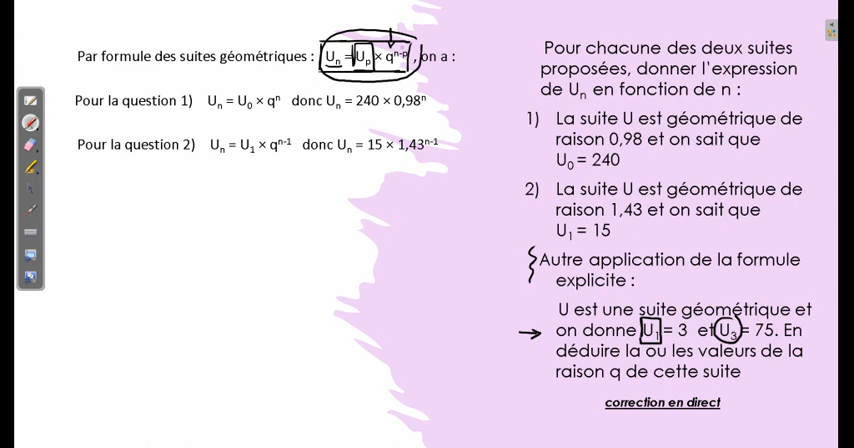 Par formule des suites géométriques : Uₙ = Uₚ × qⁿ⁻ᵖ , on a :
Pour la question 1) Uₙ = U₀ × qⁿ donc Uₙ = 240 × 0,98ⁿ
Pour la question 2) Uₙ = U₁ × qⁿ⁻¹ donc Uₙ = 15 × 1,43ⁿ⁻¹
Pour chacune des deux suites
proposées, donner l'expression
de Uₙ en fonction de n :
1) La suite U est géométrique de
raison 0,98 et on sait que
U₀ = 240
2) La suite U est géométrique de
raison 1,43 et on sait que
U₁ = 15
Autre application de la formule
explicite :
U est une suite géométrique et
on donne U₁ = 3 et U₃ = 75. En
déduire la ou les valeurs de la
raison q de cette suite
correction en direct